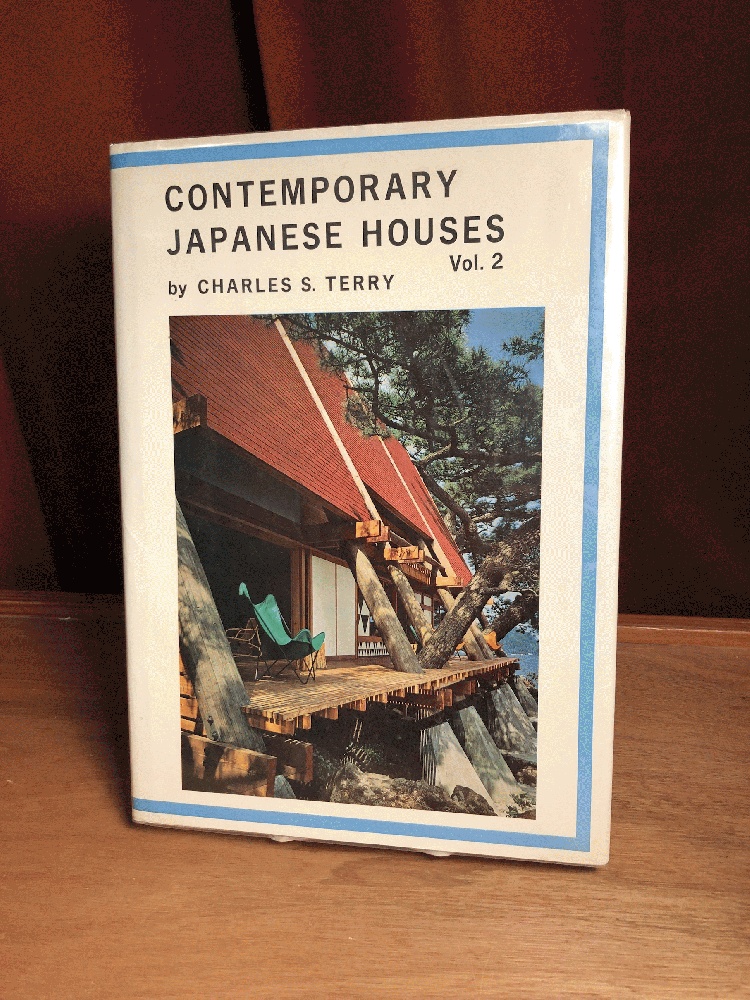 CONTEMPORARY
JAPANESE HOUSES
Vol. 2
by CHARLES S. TERRY